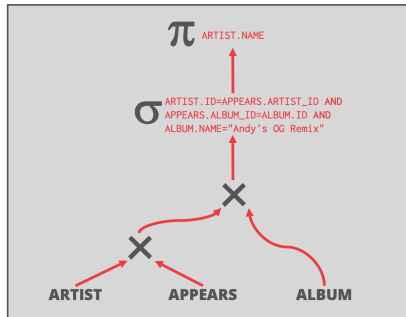 π ARTIST.NAME
σ ARTIST.ID=APPEARS.ARTIST_ID AND
APPEARS.ALBUM_ID=ALBUM.ID AND
ALBUM.NAME="Andy's OG Remix"
×
×
ARTIST APPEARS ALBUM